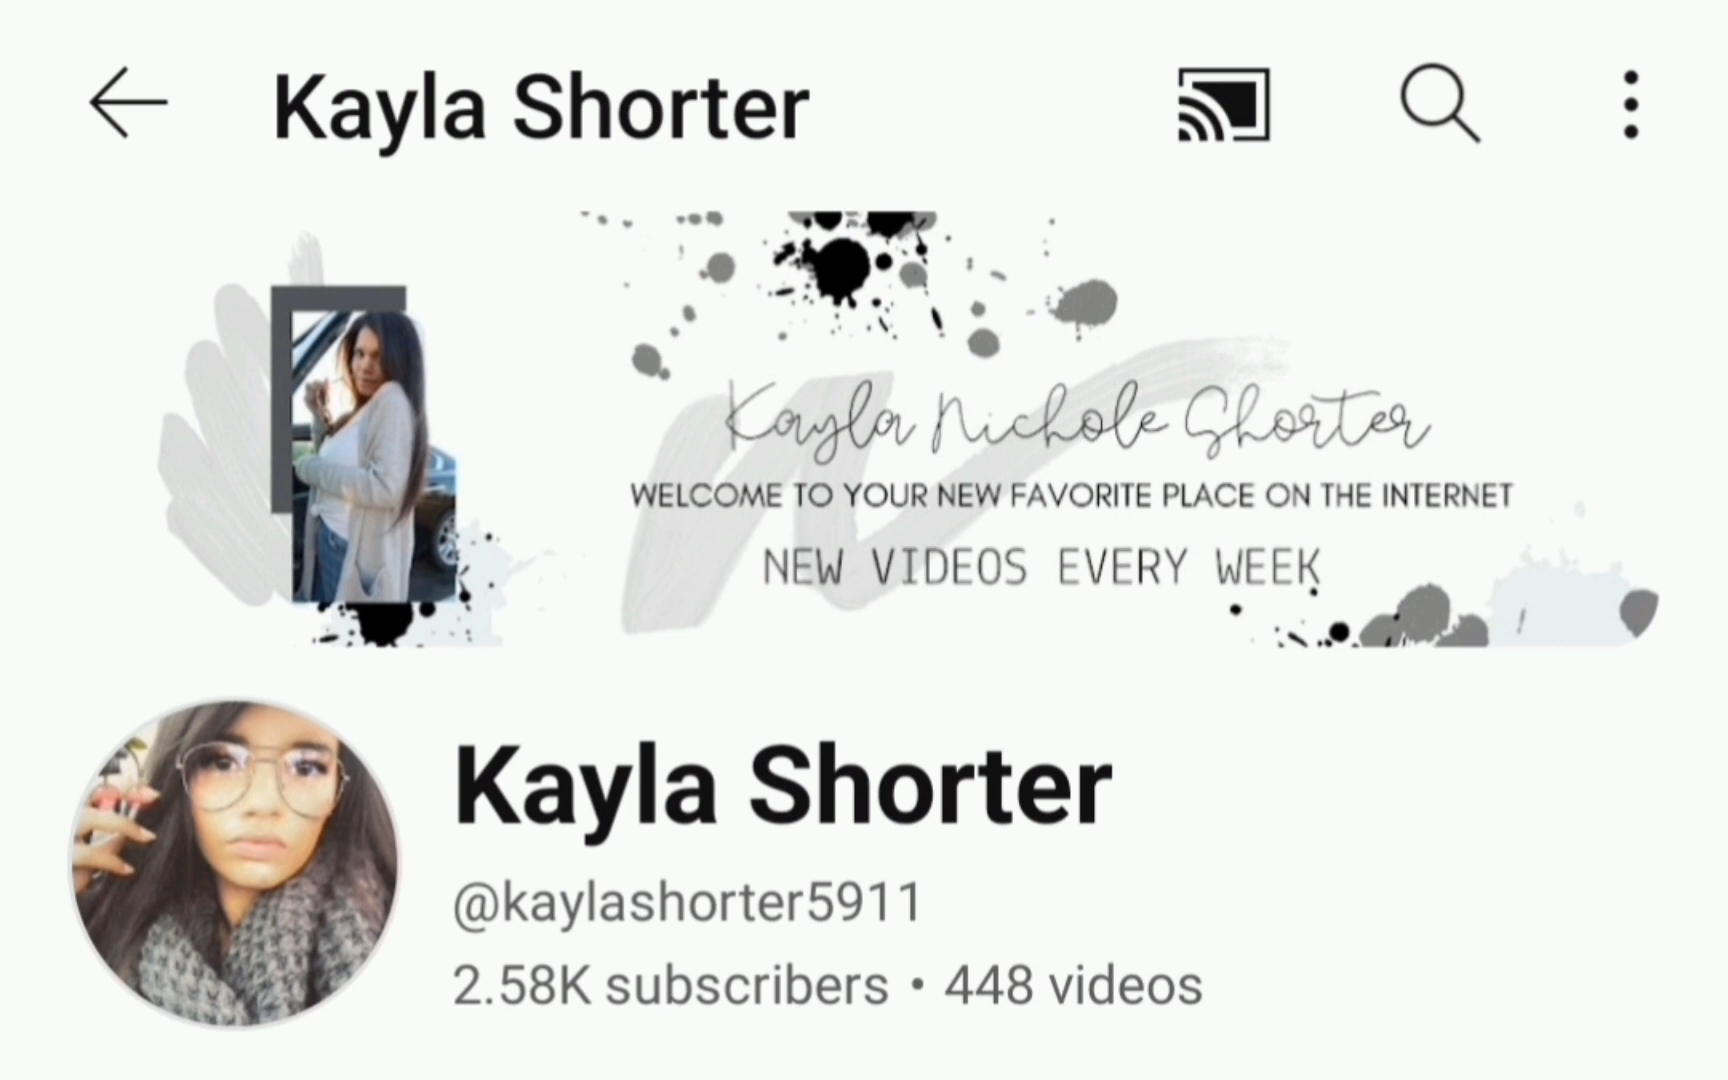 Kayla Shorter
Kayla Nichole Shorter
WELCOME TO YOUR NEW FAVORITE PLACE ON THE INTERNET
NEW VIDEOS EVERY WEEK
Kayla Shorter
@kaylashorter5911
2.58K subscribers • 448 videos